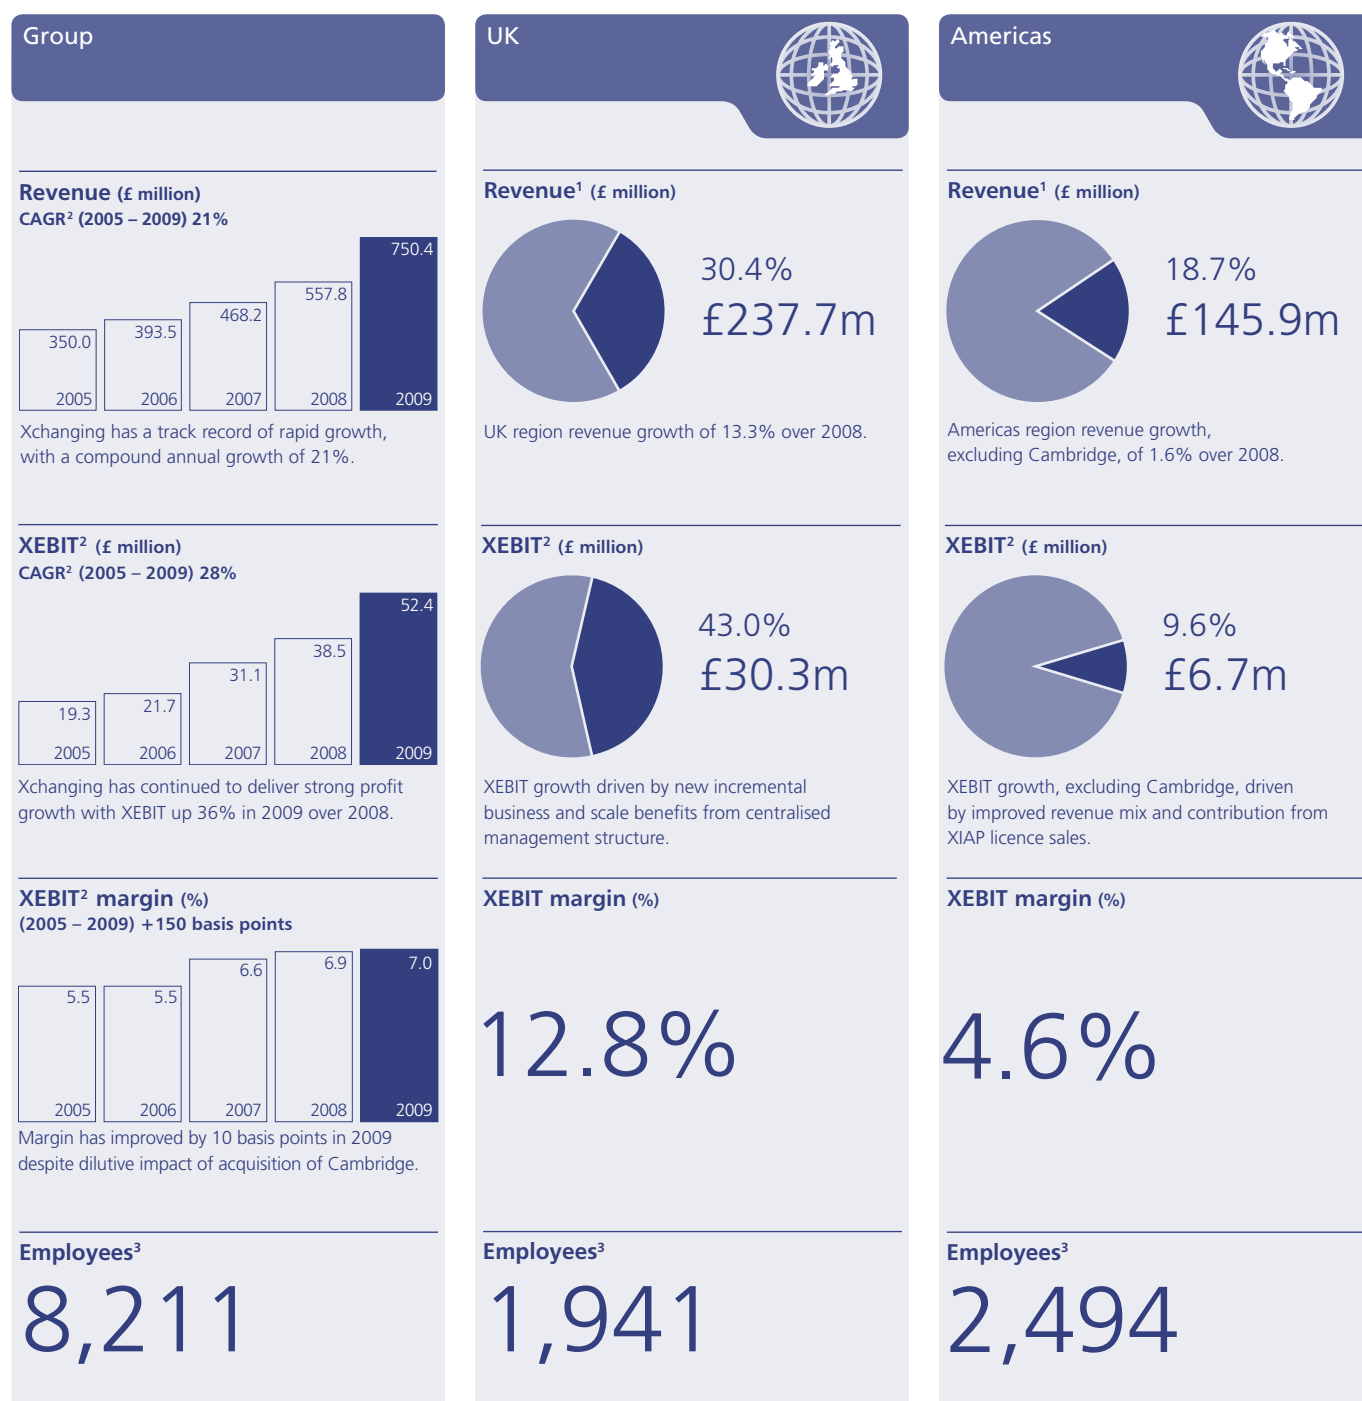 Group
Revenue (£ million)
CAGR² (2005 – 2009) 21%
350.0
393.5
468.2
557.8
750.4
2005
2006
2007
2008
2009
Xchanging has a track record of rapid growth,
with a compound annual growth of 21%.
XEBIT² (£ million)
CAGR² (2005 – 2009) 28%
19.3
21.7
31.1
38.5
52.4
2005
2006
2007
2008
2009
Xchanging has continued to deliver strong profit
growth with XEBIT up 36% in 2009 over 2008.
XEBIT² margin (%)
(2005 – 2009) +150 basis points
5.5
5.5
6.6
6.9
7.0
2005
2006
2007
2008
2009
Margin has improved by 10 basis points in 2009
despite dilutive impact of acquisition of Cambridge.
Employees³
8,211
UK
Revenue¹ (£ million)
30.4%
£237.7m
UK region revenue growth of 13.3% over 2008.
XEBIT² (£ million)
43.0%
£30.3m
XEBIT growth driven by new incremental
business and scale benefits from centralised
management structure.
XEBIT margin (%)
12.8%
Employees³
1,941
Americas
Revenue¹ (£ million)
18.7%
£145.9m
Americas region revenue growth,
excluding Cambridge, of 1.6% over 2008.
XEBIT² (£ million)
9.6%
£6.7m
XEBIT growth, excluding Cambridge, driven
by improved revenue mix and contribution from
XIAP licence sales.
XEBIT margin (%)
4.6%
Employees³
2,494